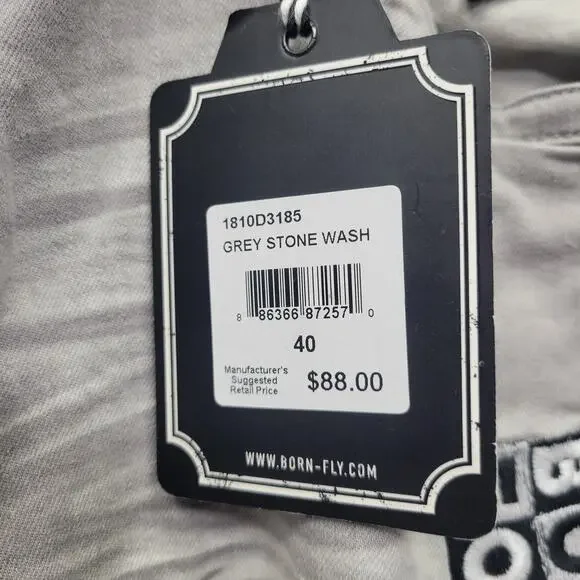 1810D3185
GREY STONE WASH
8 86366 87257 0
40
Manufacturer's
Suggested
Retail Price
$88.00
WWW.BORN-FLY.COM